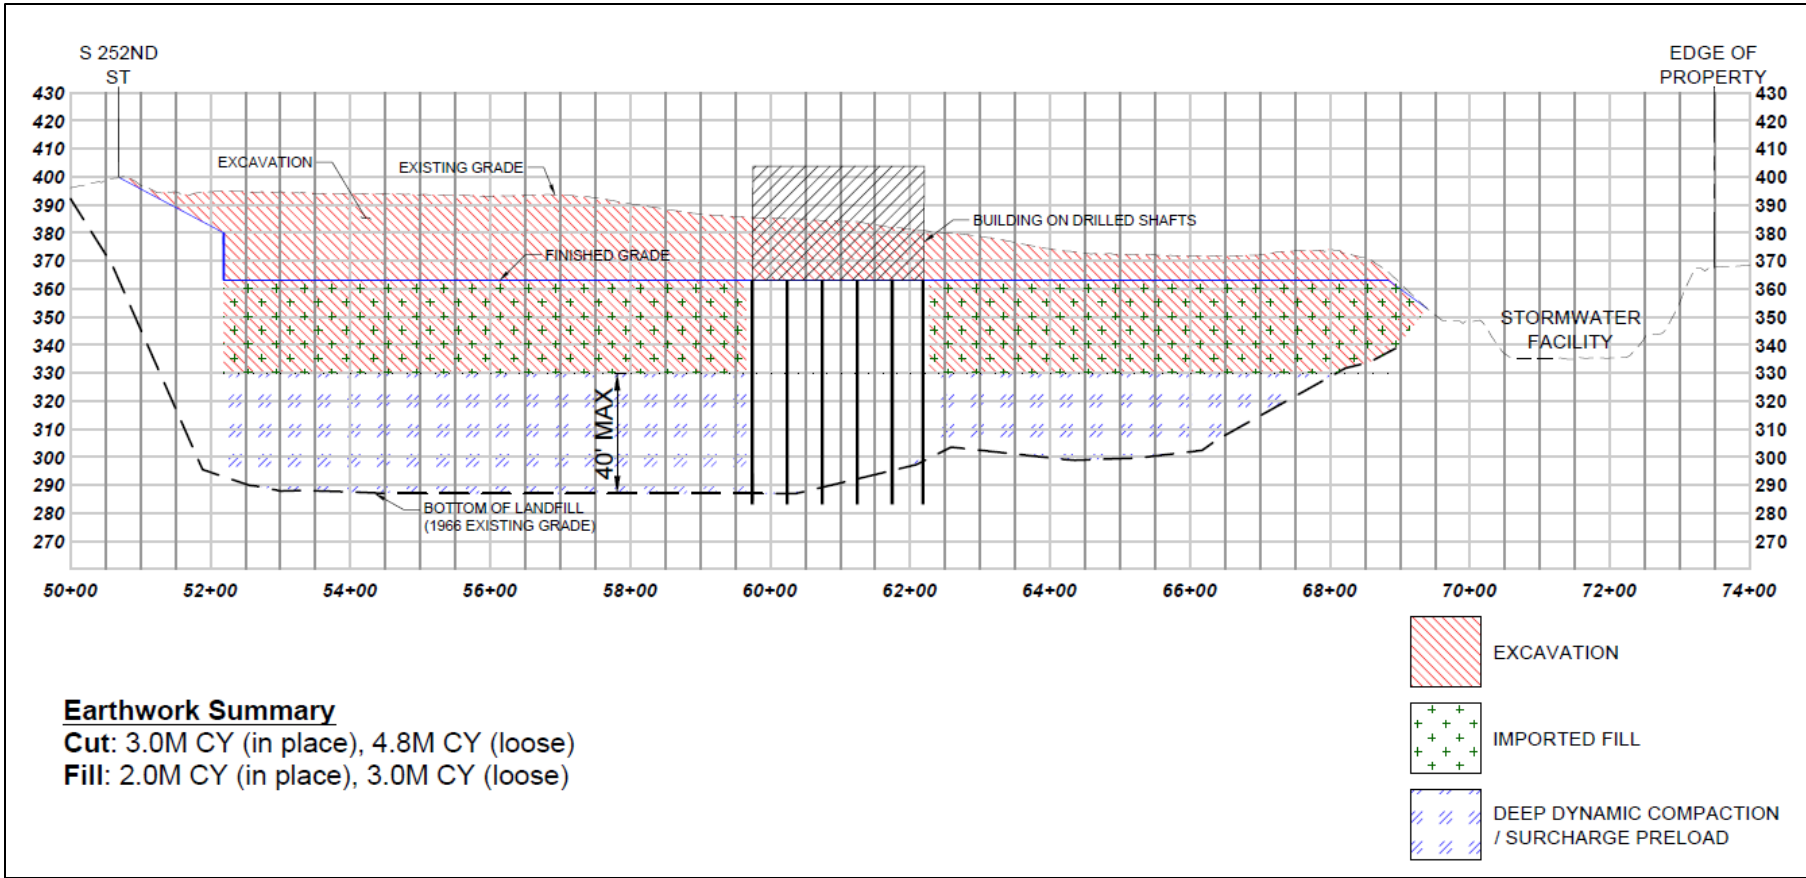 S 252ND
ST
EDGE OF
PROPERTY
430
430
420
420
410
410
EXCAVATION
EXISTING GRADE
400
400
390
390
BUILDING ON DRILLED SHAFTS
380
380
FINISHED GRADE
370
370
360
360
350
350
STORMWATER
FACILITY
340
340
330
330
40' MAX
320
320
310
310
300
300
290
290
BOTTOM OF LANDFILL
(1966 EXISTING GRADE)
280
280
270
270
50+00 52+00 54+00 56+00 58+00 60+00 62+00 64+00 66+00 68+00 70+00 72+00 74+00
EXCAVATION
IMPORTED FILL
DEEP DYNAMIC COMPACTION
/ SURCHARGE PRELOAD
Earthwork Summary
Cut: 3.0M CY (in place), 4.8M CY (loose)
Fill: 2.0M CY (in place), 3.0M CY (loose)